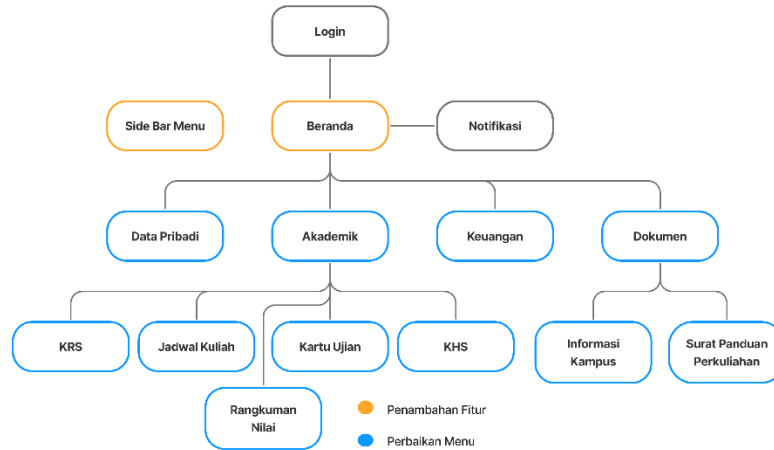 Login
Side Bar Menu
Beranda
Notifikasi
Data Pribadi
Akademik
Keuangan
Dokumen
KRS
Jadwal Kuliah
Kartu Ujian
KHS
Informasi
Kampus
Surat Panduan
Perkuliahan
Rangkuman
Nilai
Penambahan Fitur
Perbaikan Menu